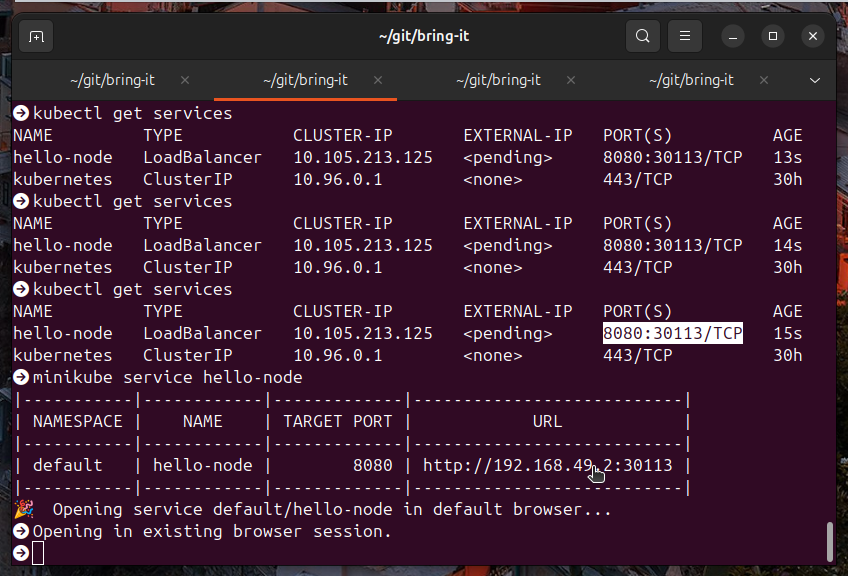 ~/git/bring-it
~/git/bring-it ~/git/bring-it ~/git/bring-it ~/git/bring-it
kubectl get services
NAME TYPE CLUSTER-IP EXTERNAL-IP PORT(S) AGE
hello-node LoadBalancer 10.105.213.125 <pending> 8080:30113/TCP 13s
kubernetes ClusterIP 10.96.0.1 <none> 443/TCP 30h
kubectl get services
NAME TYPE CLUSTER-IP EXTERNAL-IP PORT(S) AGE
hello-node LoadBalancer 10.105.213.125 <pending> 8080:30113/TCP 14s
kubernetes ClusterIP 10.96.0.1 <none> 443/TCP 30h
kubectl get services
NAME TYPE CLUSTER-IP EXTERNAL-IP PORT(S) AGE
hello-node LoadBalancer 10.105.213.125 <pending> 8080:30113/TCP 15s
kubernetes ClusterIP 10.96.0.1 <none> 443/TCP 30h
minikube service hello-node
|-----------|------------|-------------|---------------------------|
| NAMESPACE | NAME | TARGET PORT | URL |
|-----------|------------|-------------|---------------------------|
| default | hello-node | 8080 | http://192.168.49.2:30113 |
|-----------|------------|-------------|---------------------------|
🎉 Opening service default/hello-node in default browser...
Opening in existing browser session.